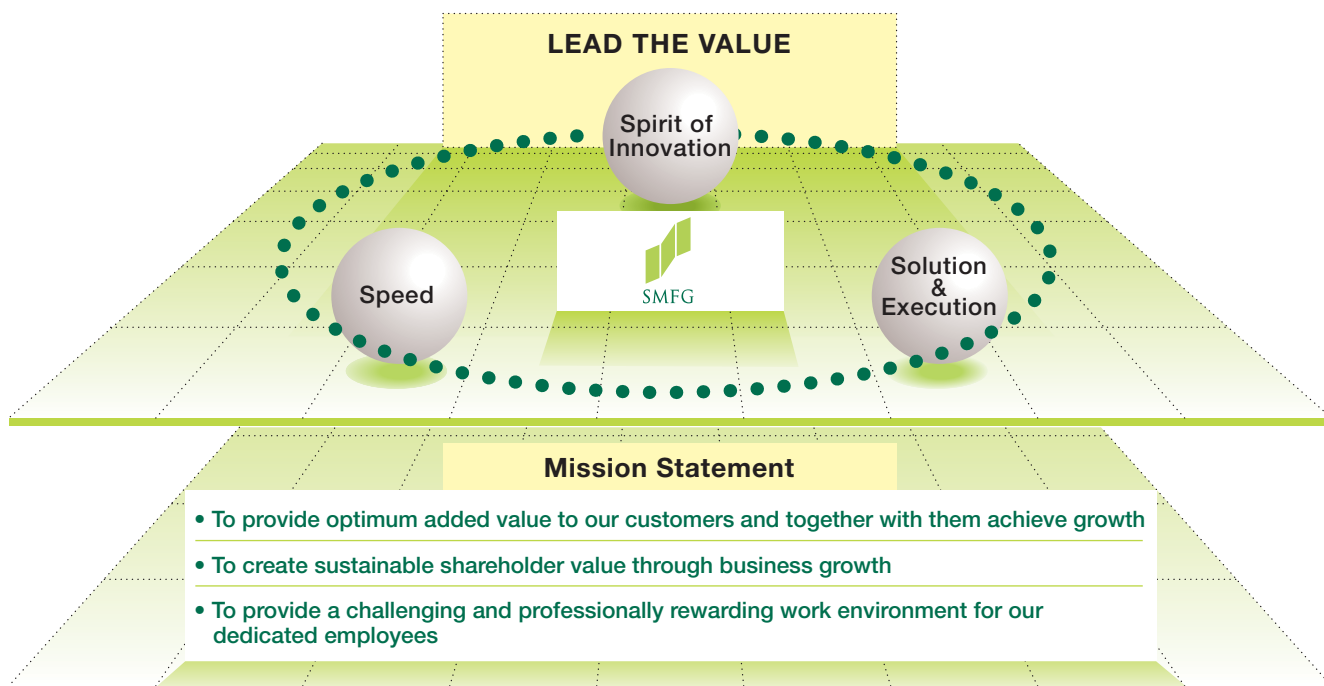 LEAD THE VALUE
Spirit of
Innovation
Speed
SMFG
Solution
&
Execution
Mission Statement
• To provide optimum added value to our customers and together with them achieve growth
• To create sustainable shareholder value through business growth
• To provide a challenging and professionally rewarding work environment for our
dedicated employees